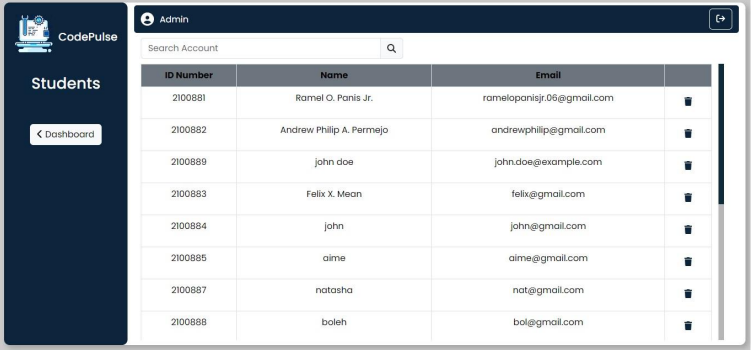 CodePulse
Students
Dashboard
Admin
Search Account
ID Number Name Email
2100881 Ramel O. Panis Jr. ramelopanisjr.06@gmail.com
2100882 Andrew Philip A. Permejo andrewphilip@gmail.com
2100889 john doe john.doe@example.com
2100883 Felix X. Mean felix@gmail.com
2100884 john john@gmail.com
2100885 aime aime@gmail.com
2100887 natasha nat@gmail.com
2100888 boleh bol@gmail.com